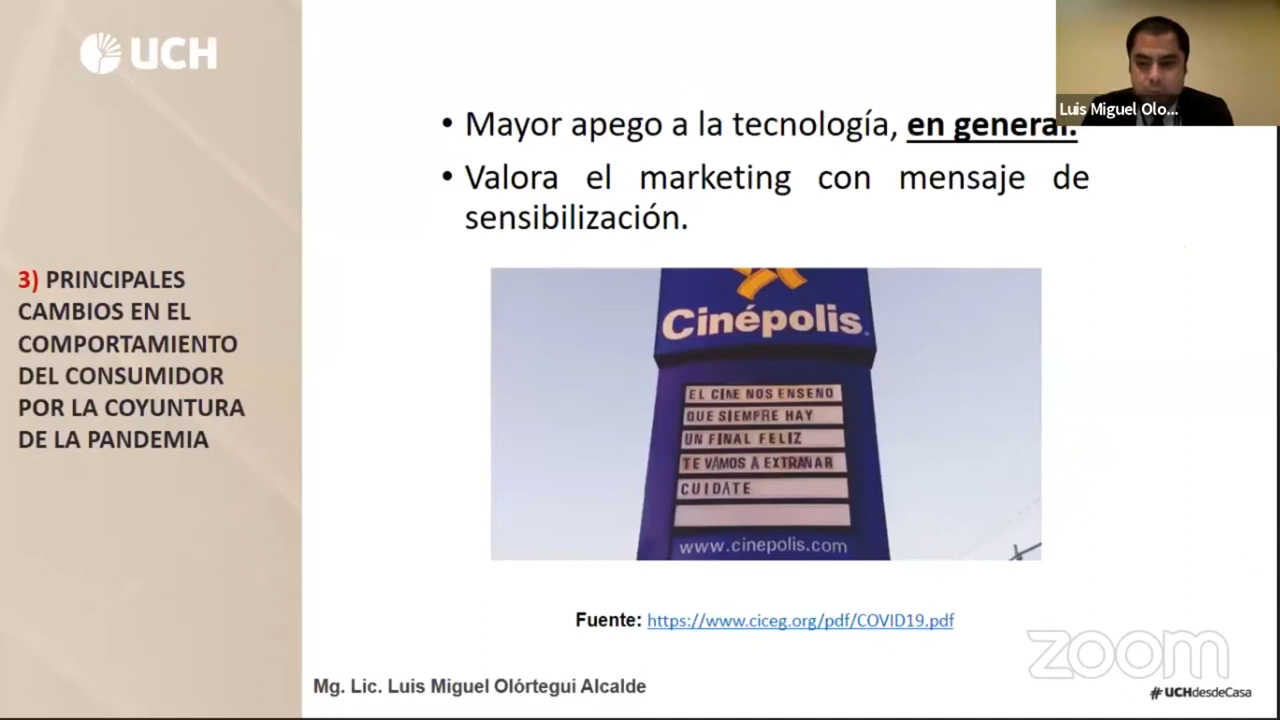 UCH
Luis Miguel Olo...
• Mayor apego a la tecnología, en general.
• Valora el marketing con mensaje de
sensibilización.
3) PRINCIPALES
CAMBIOS EN EL
COMPORTAMIENTO
DEL CONSUMIDOR
POR LA COYUNTURA
DE LA PANDEMIA
Cinépolis.
EL CINE NOS ENSEÑO
QUE SIEMPRE HAY
UN FINAL FELIZ
TE VAMOS A EXTRAÑAR
CUIDATE
www.cinepolis.com
Fuente: https://www.ciceg.org/pdf/COVID19.pdf
zoom
Mg. Lic. Luis Miguel Olórtegui Alcalde
#UCHdesdeCasa